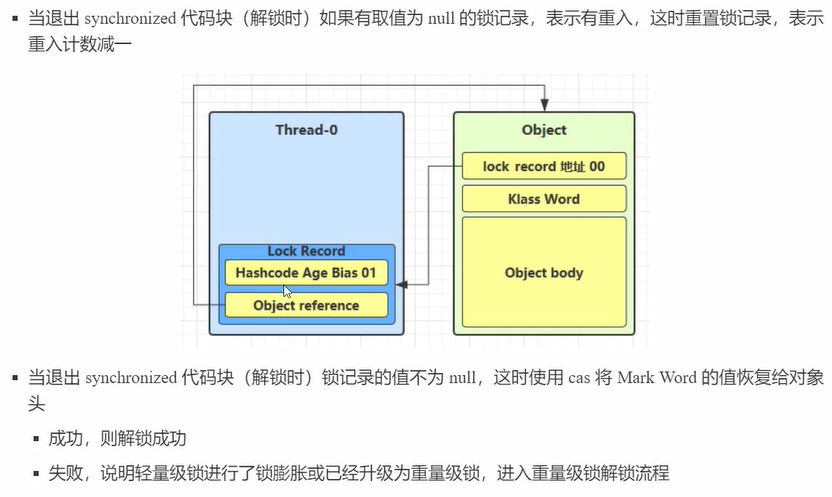 当退出 synchronized 代码块（解锁时）如果有取值为 null 的锁记录，表示有重入，这时重置锁记录，表示
重入计数减一
Thread-0
Object
lock record 地址 00
Klass Word
Lock Record
Hashcode Age Bias 01
Object body
Object reference
当退出 synchronized 代码块（解锁时）锁记录的值不为 null，这时使用 cas 将 Mark Word 的值恢复给对象
头
成功，则解锁成功
失败，说明轻量级锁进行了锁膨胀或已经升级为重量级锁，进入重量级锁解锁流程